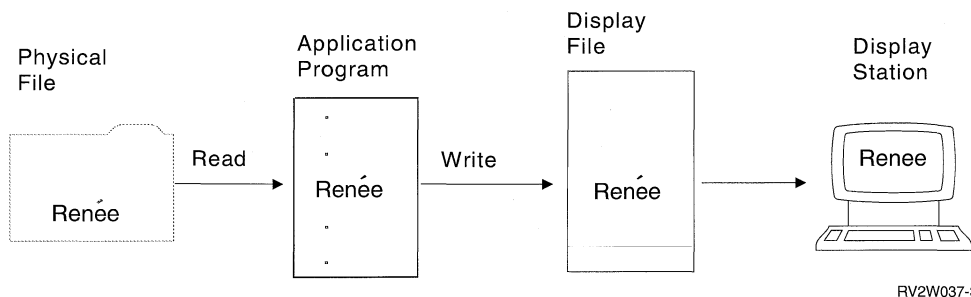 Physical
File
Application
Program
Display
File
Display
Station
Read
Write
Renée
Renée
Renée
Renee